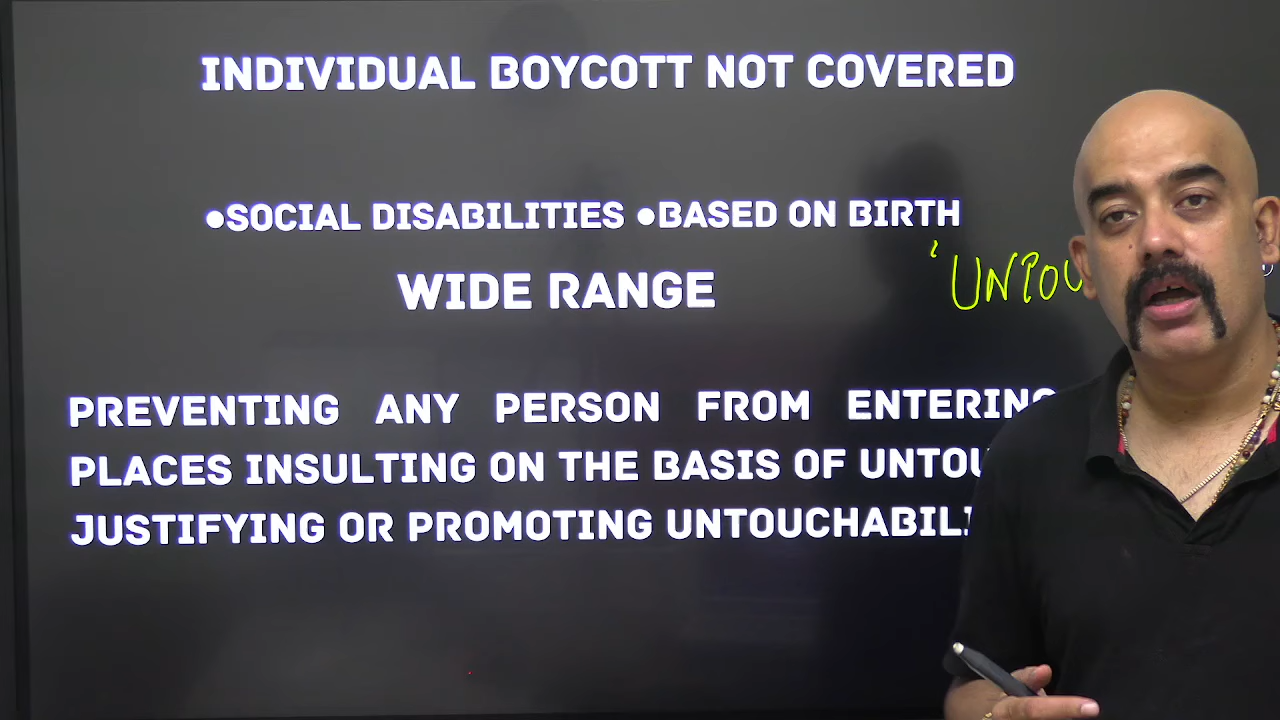 INDIVIDUAL BOYCOTT NOT COVERED
●SOCIAL DISABILITIES ●BASED ON BIRTH
WIDE RANGE
PREVENTING ANY PERSON FROM ENTERING
PLACES INSULTING ON THE BASIS OF
JUSTIFYING OR PROMOTING